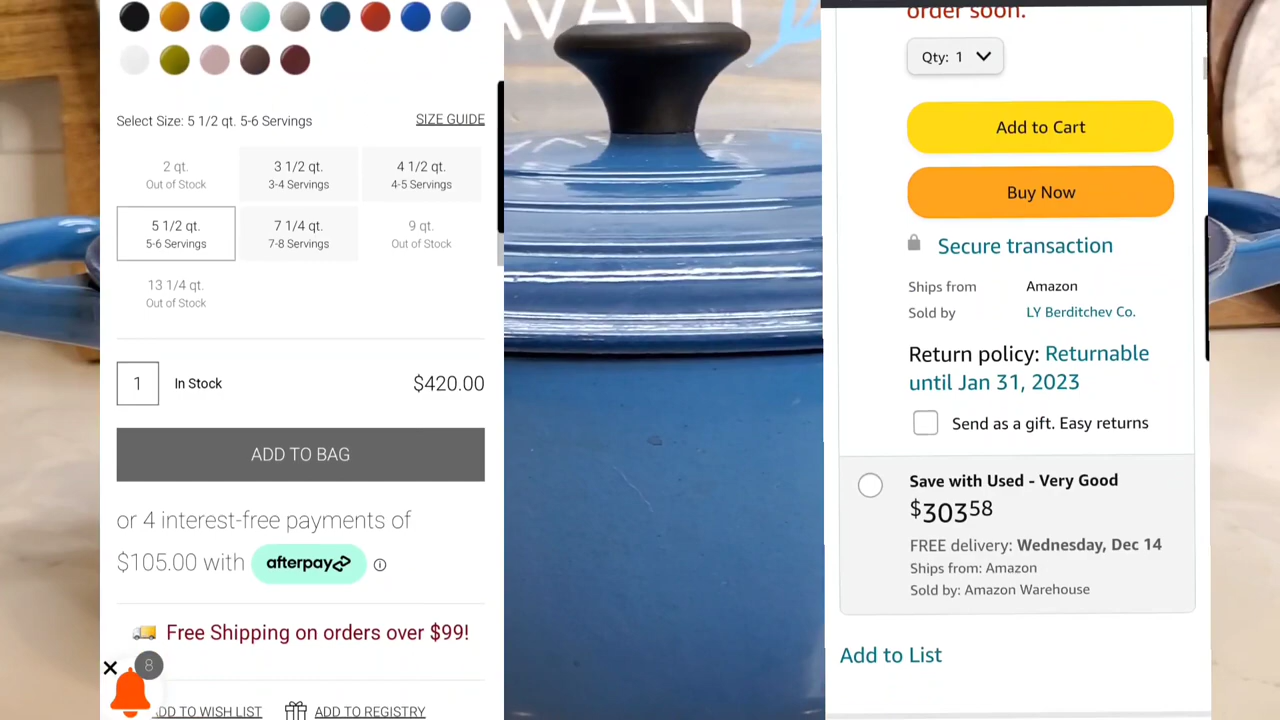 Select Size: 5 1/2 qt. 5-6 Servings
SIZE GUIDE
2 qt.
Out of Stock
3 1/2 qt.
3-4 Servings
4 1/2 qt.
4-5 Servings
5 1/2 qt.
5-6 Servings
7 1/4 qt.
7-8 Servings
9 qt.
Out of Stock
13 1/4 qt.
Out of Stock
1 In Stock $420.00
ADD TO BAG
or 4 interest-free payments of
$105.00 with afterpay
Free Shipping on orders over $99!
8
DD TO WISH LIST
ADD TO REGISTRY
order soon.
Qty: 1
Add to Cart
Buy Now
Secure transaction
Ships from Amazon
Sold by LY Berditchev Co.
Return policy: Returnable
until Jan 31, 2023
Send as a gift. Easy returns
Save with Used - Very Good
$303 58
FREE delivery: Wednesday, Dec 14
Ships from: Amazon
Sold by: Amazon Warehouse
Add to List